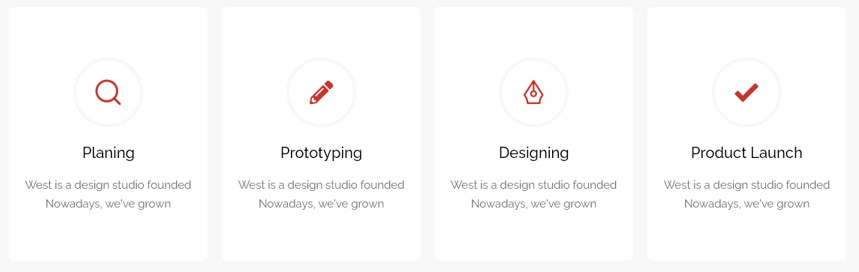 Planing
West is a design studio founded
Nowadays, we've grown
Prototyping
West is a design studio founded
Nowadays, we've grown
Designing
West is a design studio founded
Nowadays, we've grown
Product Launch
West is a design studio founded
Nowadays, we've grown